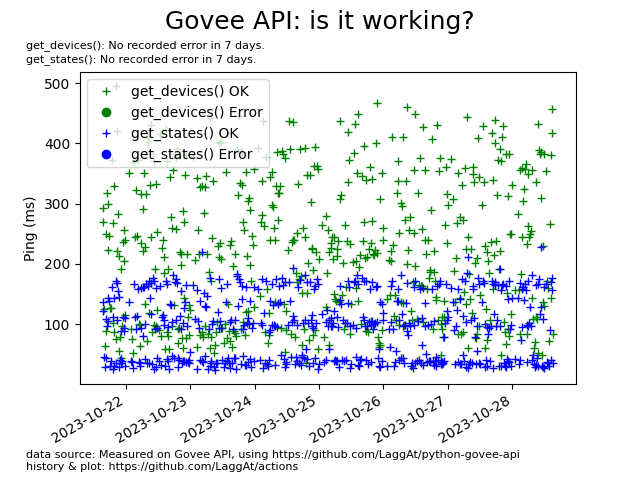 Govee API: is it working?
get_devices(): No recorded error in 7 days.
get_states(): No recorded error in 7 days.
get_devices() OK
get_devices() Error
get_states() OK
get_states() Error
Ping (ms)
500
400
300
200
100
2023-10-22
2023-10-23
2023-10-24
2023-10-25
2023-10-26
2023-10-27
2023-10-28
data source: Measured on Govee API, using https://github.com/LaggAt/python-govee-api
history & plot: https://github.com/LaggAt/actions